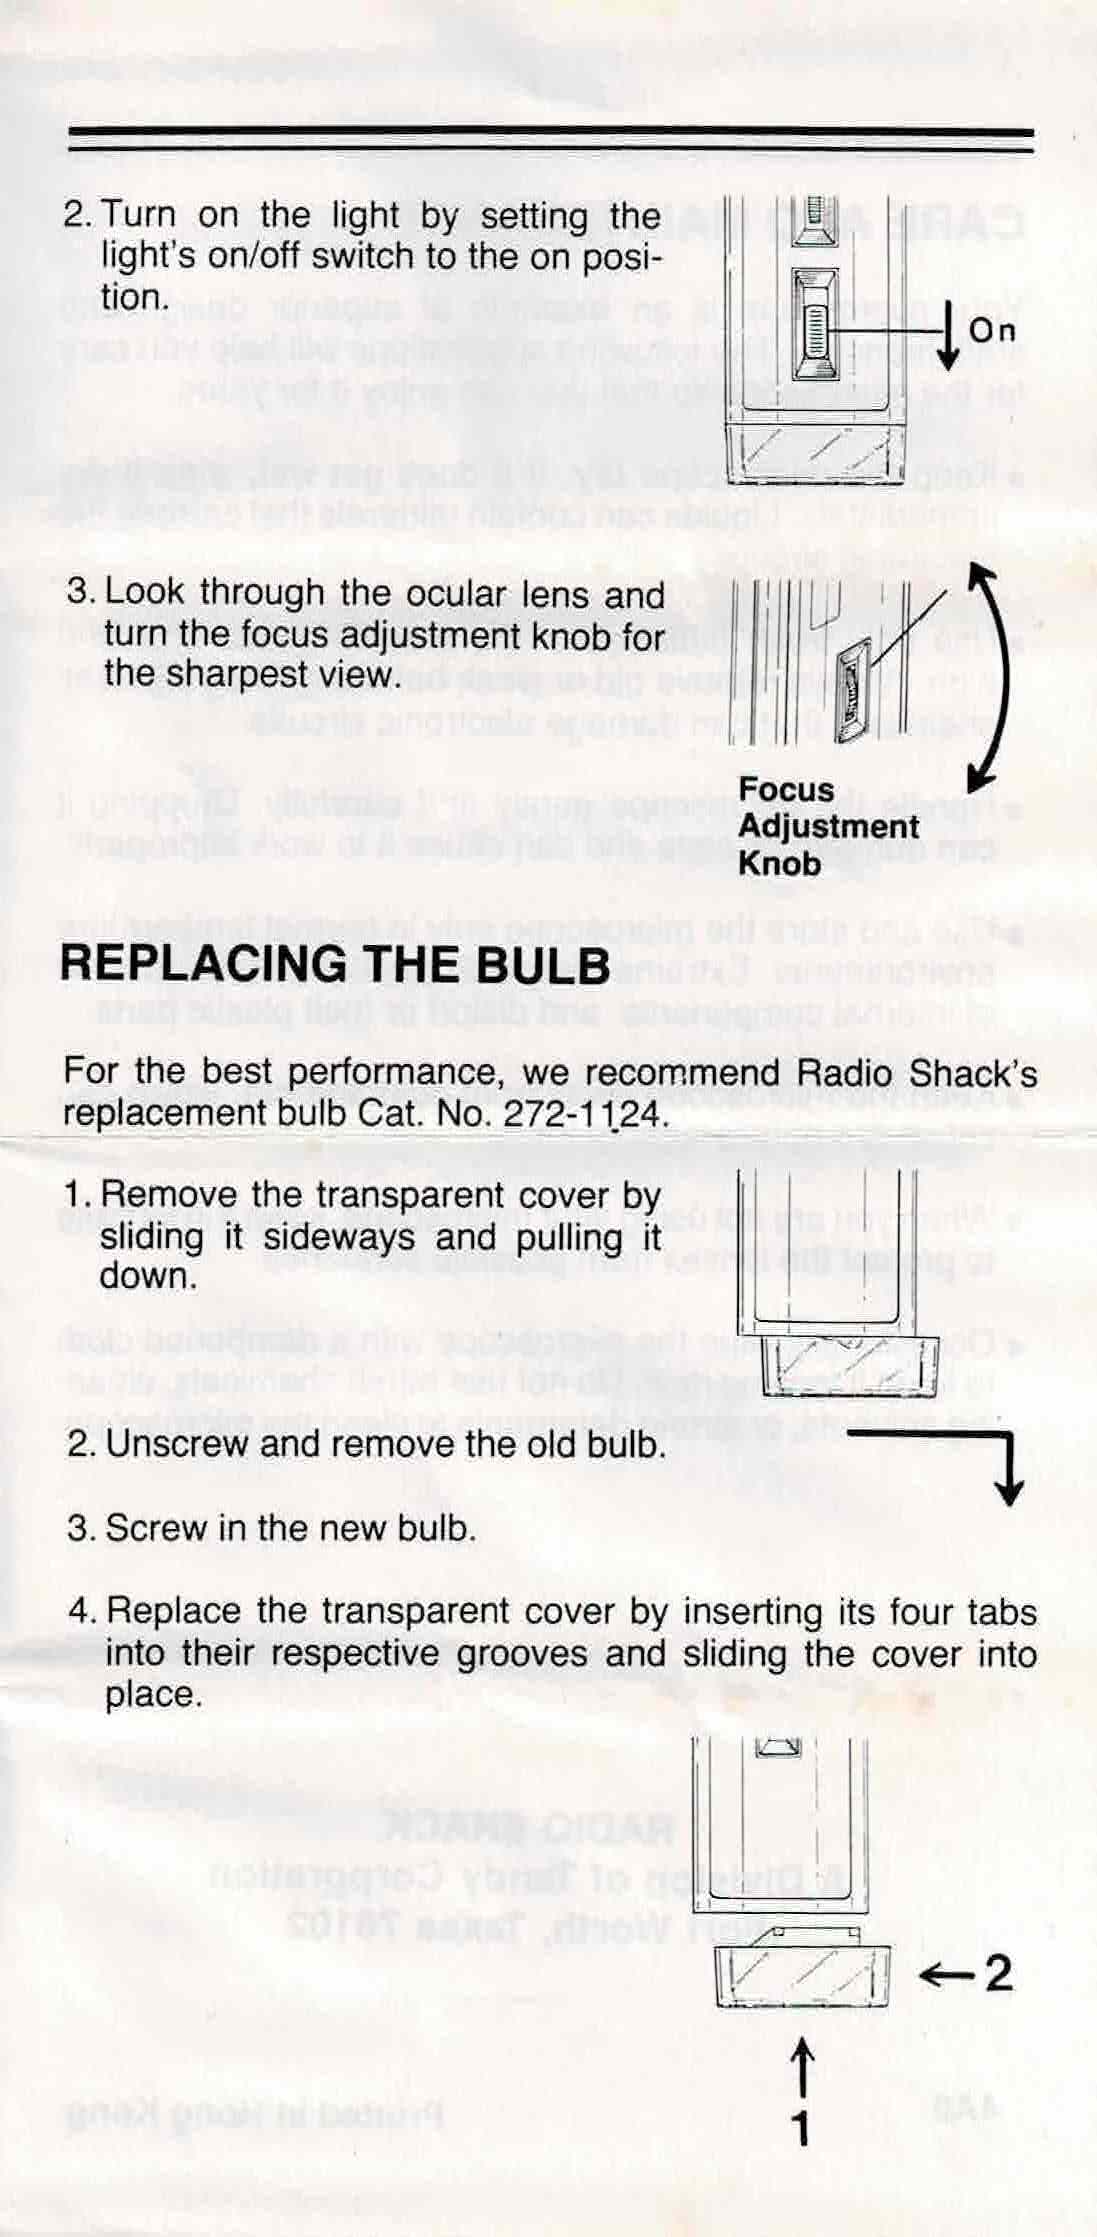 2. Turn on the light by setting the
light's on/off switch to the on posi-
tion.
On
3. Look through the ocular lens and
turn the focus adjustment knob for
the sharpest view.
Focus
Adjustment
Knob
REPLACING THE BULB
For the best performance, we recommend Radio Shack's
replacement bulb Cat. No. 272-1124.
1. Remove the transparent cover by
sliding it sideways and pulling it
down.
2. Unscrew and remove the old bulb.
3. Screw in the new bulb.
4. Replace the transparent cover by inserting its four tabs
into their respective grooves and sliding the cover into
place.
2
1